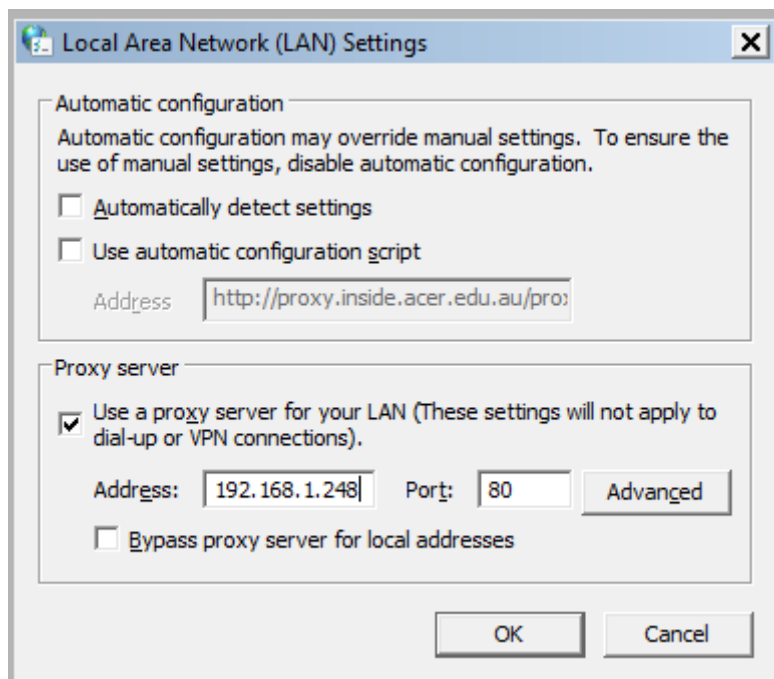 Local Area Network (LAN) Settings
Automatic configuration
Automatic configuration may override manual settings. To ensure the
use of manual settings, disable automatic configuration.
Automatically detect settings
Use automatic configuration script
Address http://proxy.inside.acer.edu.au/pro
Proxy server
Use a proxy server for your LAN (These settings will not apply to
dial-up or VPN connections).
Address: 192.168.1.248 Port: 80 Advanced
Bypass proxy server for local addresses
OK Cancel